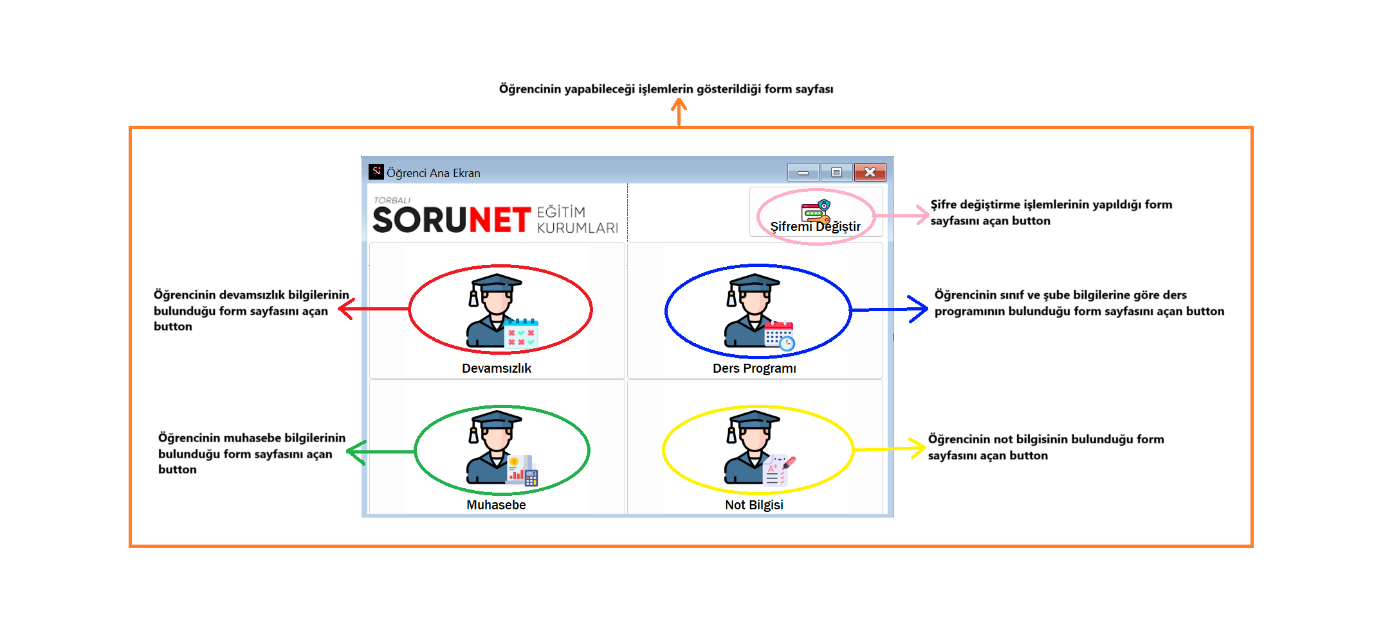 Öğrencinin yapabileceği işlemlerin gösterildiği form sayfası
Öğrenci Ana Ekran
TORBALI
SORUNET EĞİTİM
KURUMLARI
Şifremi Değiştir
Şifre değiştirme işlemlerinin yapıldığı form
sayfasını açan button
Öğrencinin devamsızlık bilgilerinin
bulunduğu form sayfasını açan
button
Devamsızlık
Ders Programı
Öğrencinin sınıf ve şube bilgilerine göre ders
programının bulunduğu form sayfasını açan button
Öğrencinin muhasebe bilgilerinin
bulunduğu form sayfasını açan
button
Muhasebe
Not Bilgisi
Öğrencinin not bilgisinin bulunduğu form
sayfasını açan button